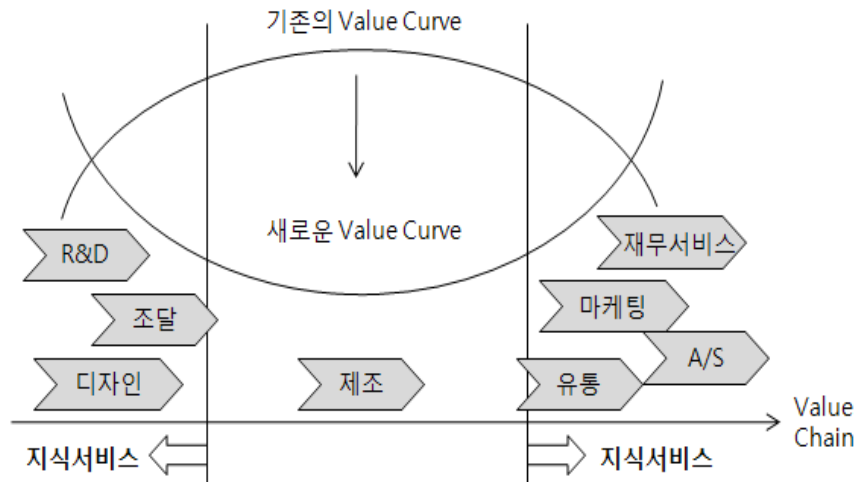 기존의 Value Curve
새로운 Value Curve
R&D
재무서비스
조달
마케팅
디자인
제조
유통
A/S
Value
Chain
지식서비스
지식서비스